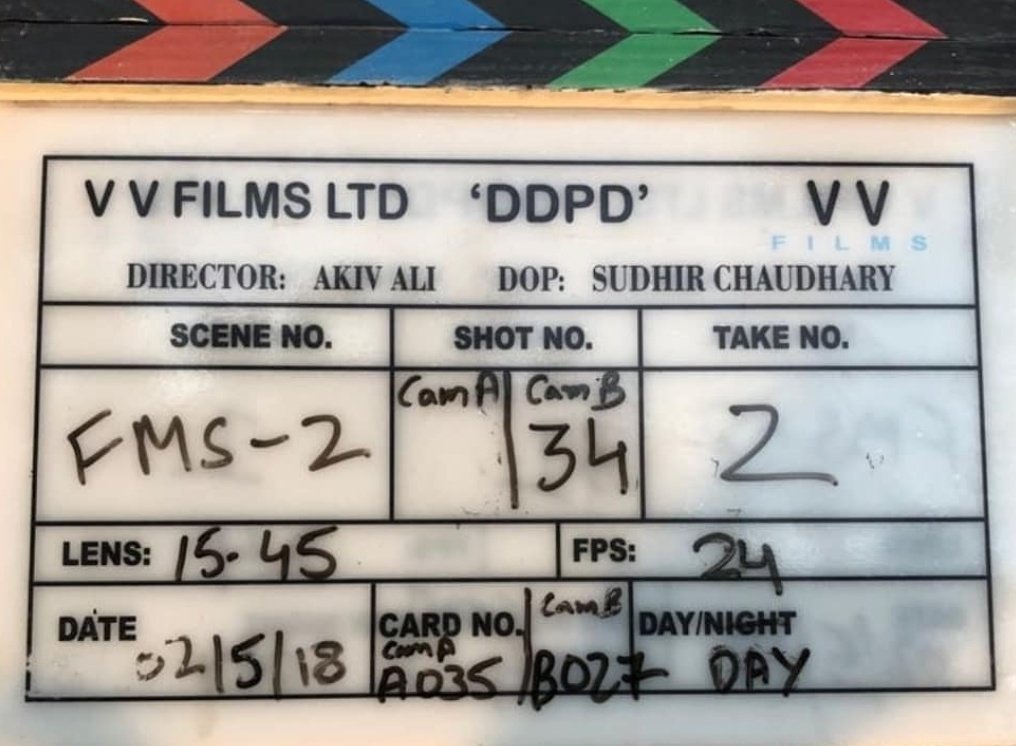 V V FILMS LTD 'DDPD' V V
FILMS
DIRECTOR: AKIV ALI DOP: SUDHIR CHAUDHARY
SCENE NO. SHOT NO. TAKE NO.
Cam A Cam B
FMS-2 34 2
LENS: 15-45 FPS: 24
Cam B
DATE CARD NO. DAY/NIGHT
Cam A
02/5/18 A035 B027 DAY